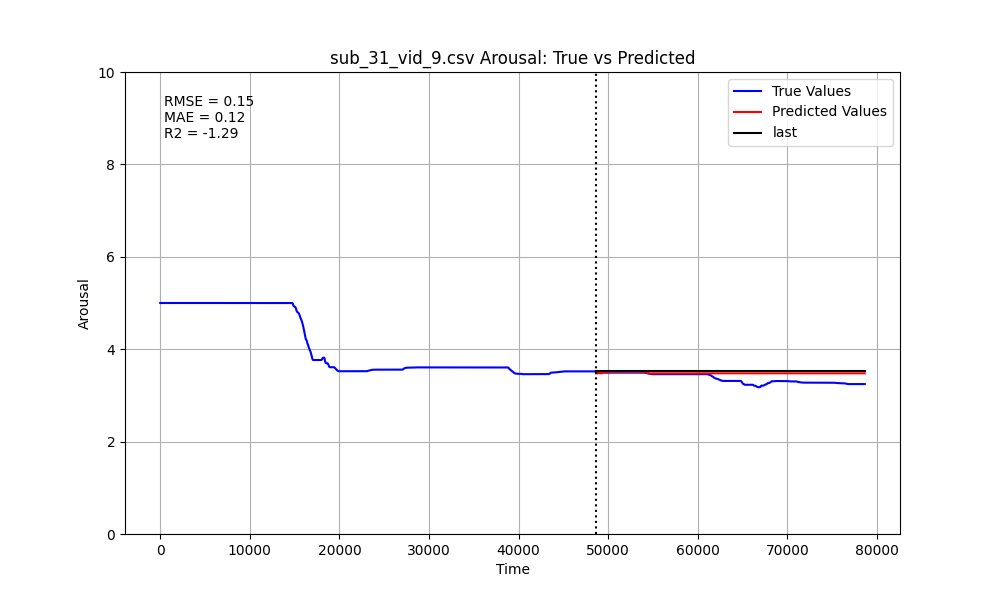 sub_31_vid_9.csv Arousal: True vs Predicted
RMSE = 0.15
MAE = 0.12
R2 = -1.29
True Values
Predicted Values
last
10
8
6
4
2
0
Arousal
0 10000 20000 30000 40000 50000 60000 70000 80000
Time